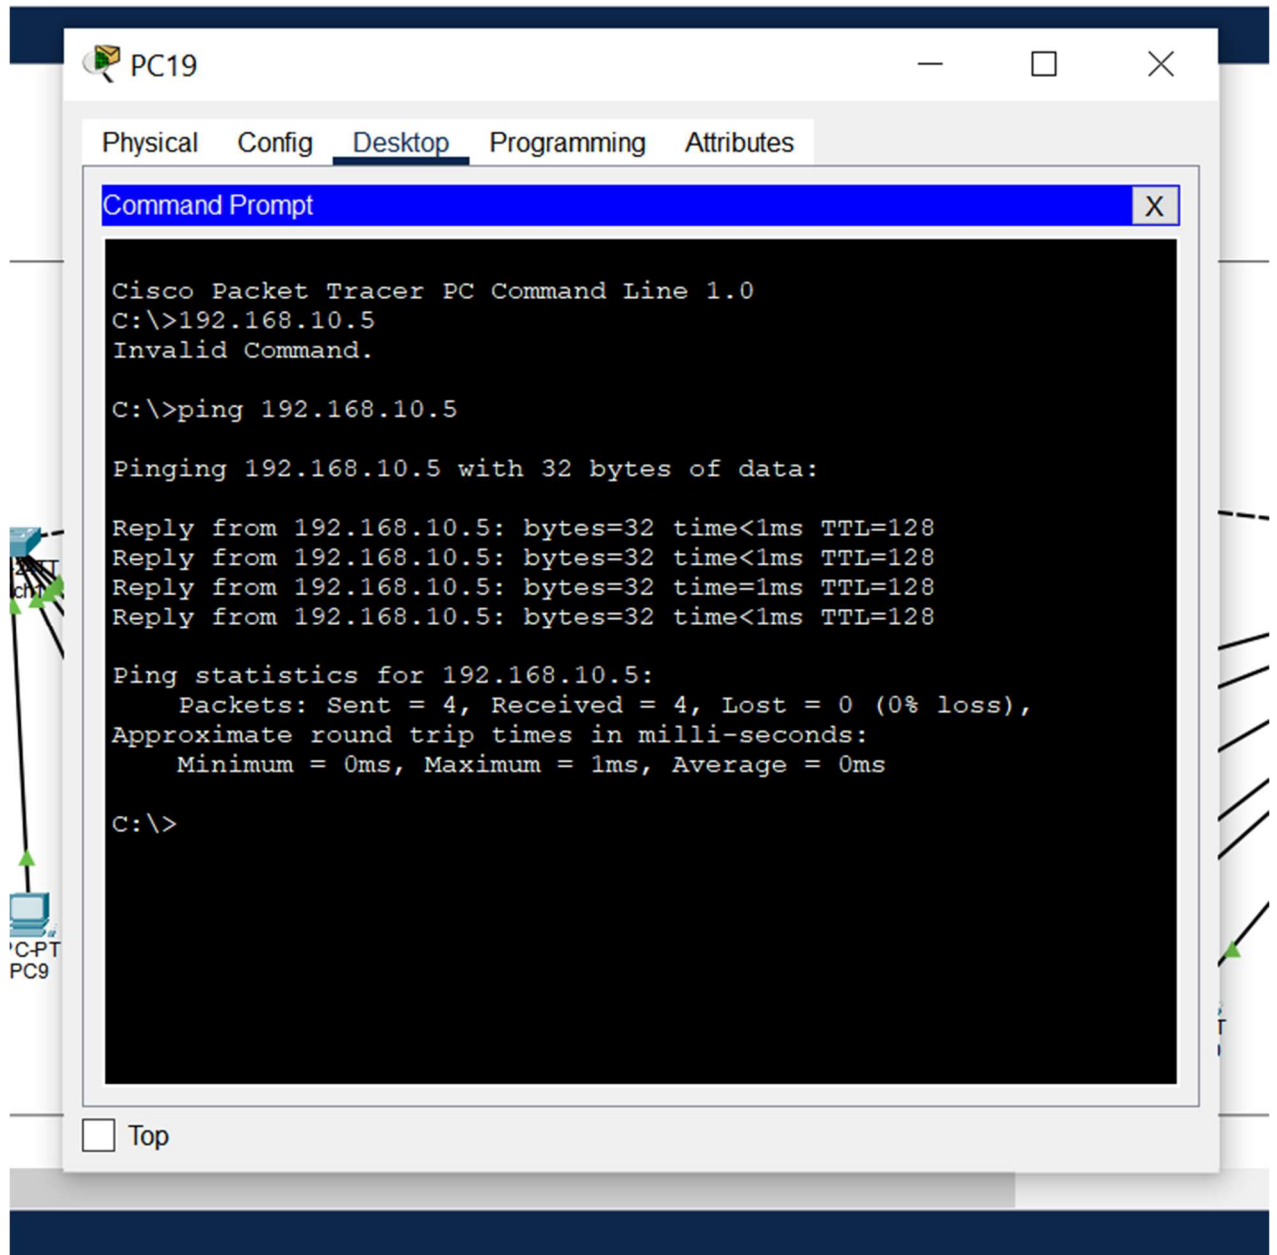 PC19
Physical Config Desktop Programming Attributes
Command Prompt
X
Cisco Packet Tracer PC Command Line 1.0
C:\>192.168.10.5
Invalid Command.
C:\>ping 192.168.10.5
Pinging 192.168.10.5 with 32 bytes of data:
Reply from 192.168.10.5: bytes=32 time<1ms TTL=128
Reply from 192.168.10.5: bytes=32 time<1ms TTL=128
Reply from 192.168.10.5: bytes=32 time=1ms TTL=128
Reply from 192.168.10.5: bytes=32 time<1ms TTL=128
Ping statistics for 192.168.10.5:
Packets: Sent = 4, Received = 4, Lost = 0 (0% loss),
Approximate round trip times in milli-seconds:
Minimum = 0ms, Maximum = 1ms, Average = 0ms
C:\>
C-PT
PC9
Top